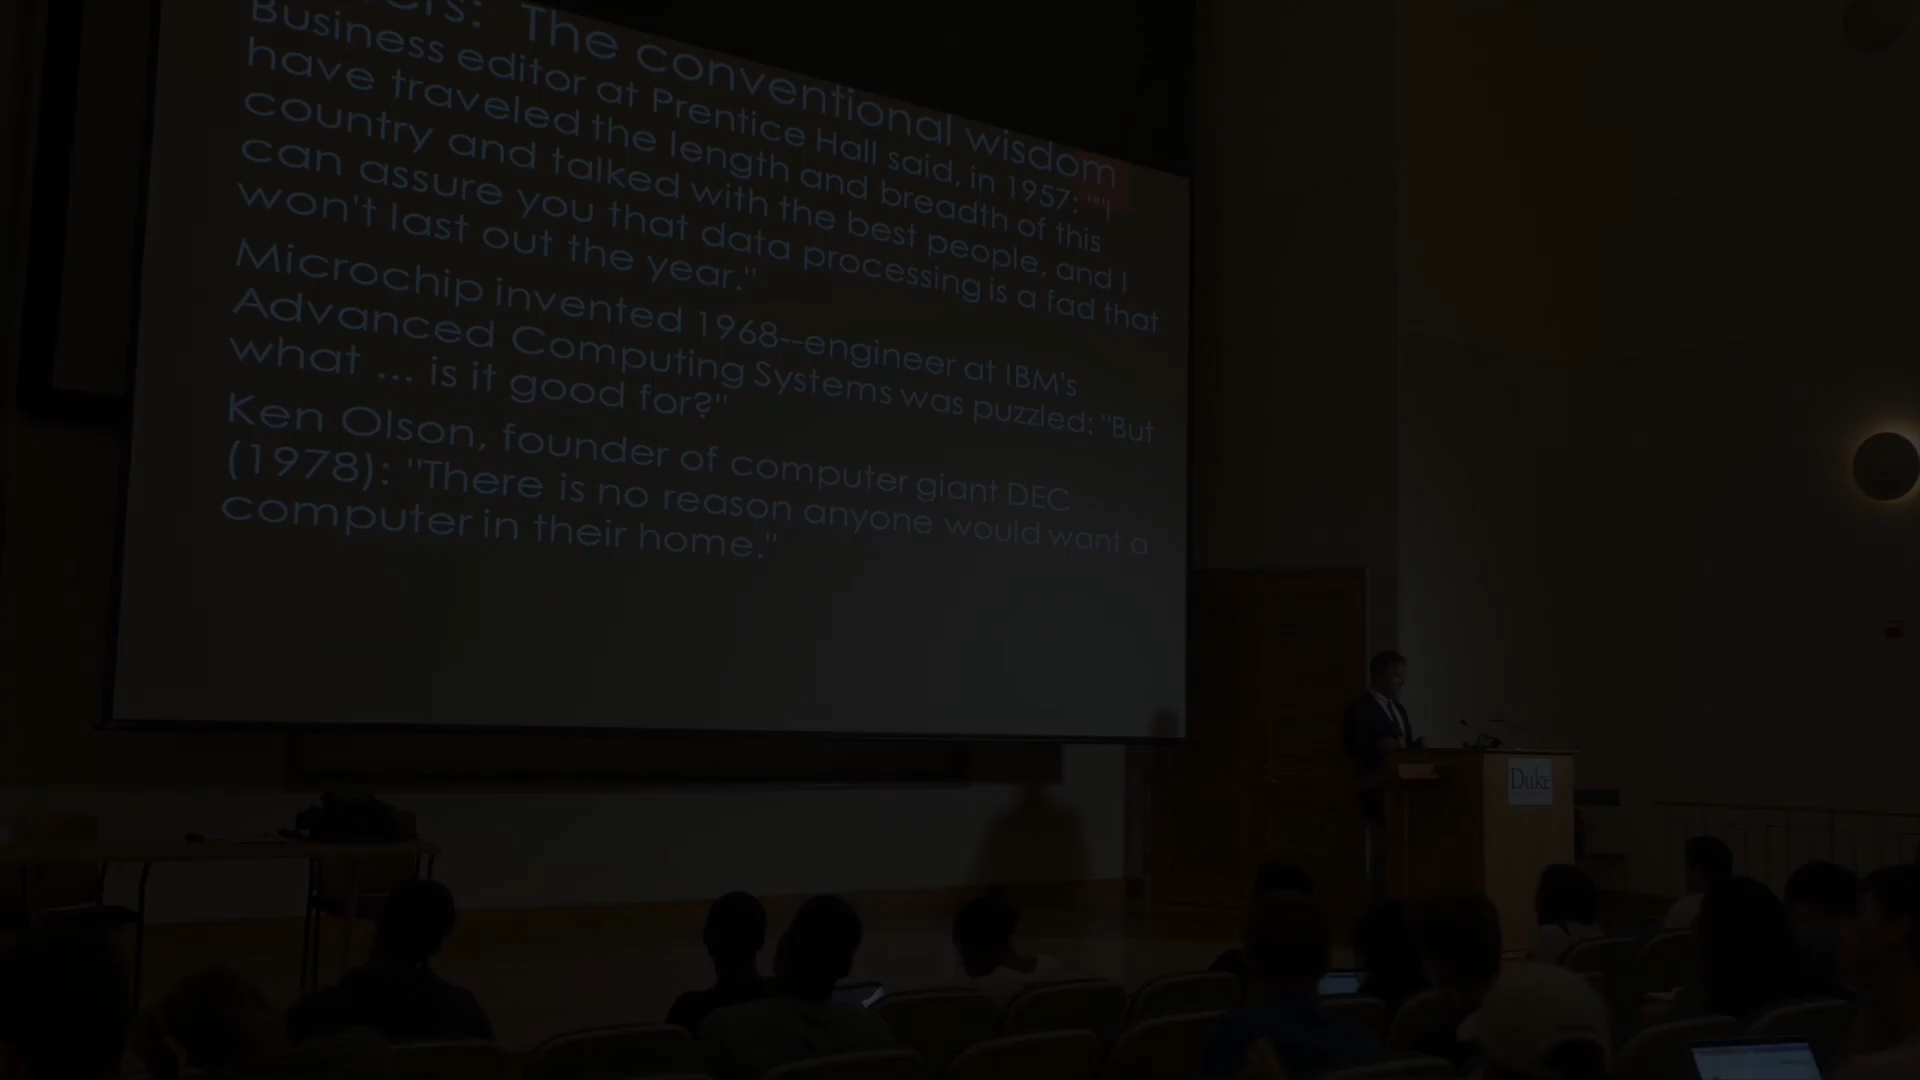 The conventional wisdom
Business editor at Prentice Hall said, in 1957: ""I
have traveled the length and breadth of this
country and talked with the best people, and I
can assure you that data processing is a fad that
won't last out the year."
Microchip invented 1968--engineer at IBM's
Advanced Computing Systems was puzzled: "But
what ... is it good for?"
Ken Olson, founder of computer giant DEC
(1978): "There is no reason anyone would want a
computer in their home."
Duke